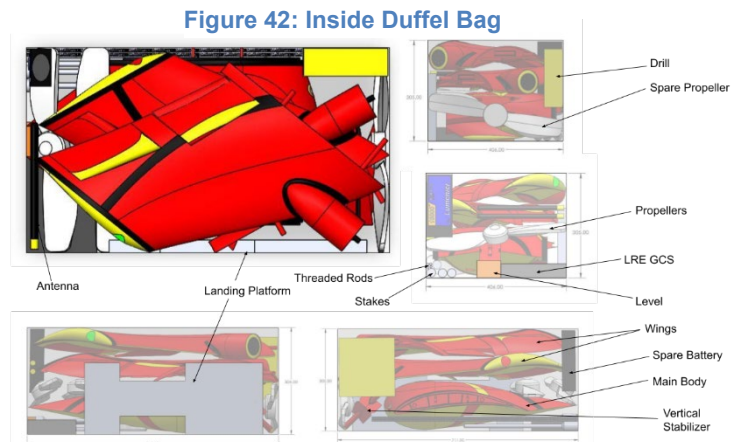 Figure 42: Inside Duffel Bag
Drill
Spare Propeller
Propellers
LRE GCS
Level
Threaded Rods
Stakes
Antenna
Landing Platform
Wings
Spare Battery
Main Body
Vertical
Stabilizer